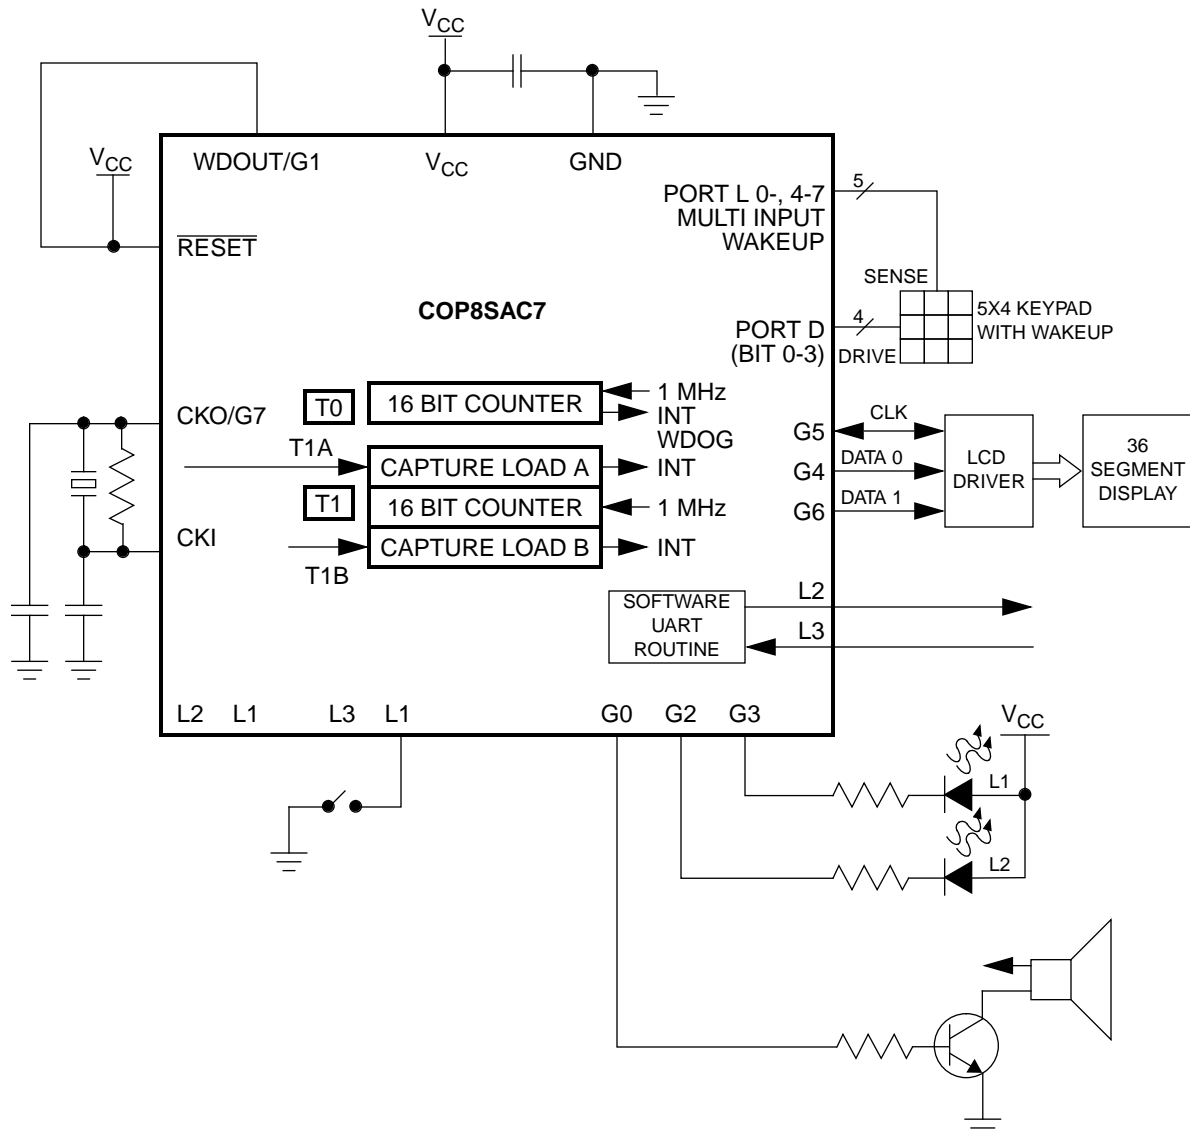 VCC
WDOUT/G1
VCC
GND
VCC
RESET
PORT L 0-, 4-7
MULTI INPUT
WAKEUP
5
SENSE
COP8SAC7
PORT D
(BIT 0-3)
4
DRIVE
5X4 KEYPAD
WITH WAKEUP
CKO/G7
T0
16 BIT COUNTER
1 MHz
INT
WDOG
T1A
CAPTURE LOAD A
INT
T1
16 BIT COUNTER
1 MHz
CKI
CAPTURE LOAD B
INT
T1B
G5
CLK
G4
DATA 0
G6
DATA 1
LCD
DRIVER
36
SEGMENT
DISPLAY
SOFTWARE
UART
ROUTINE
L2
L3
L2
L1
L3
L1
G0
G2
G3
VCC
L1
L2